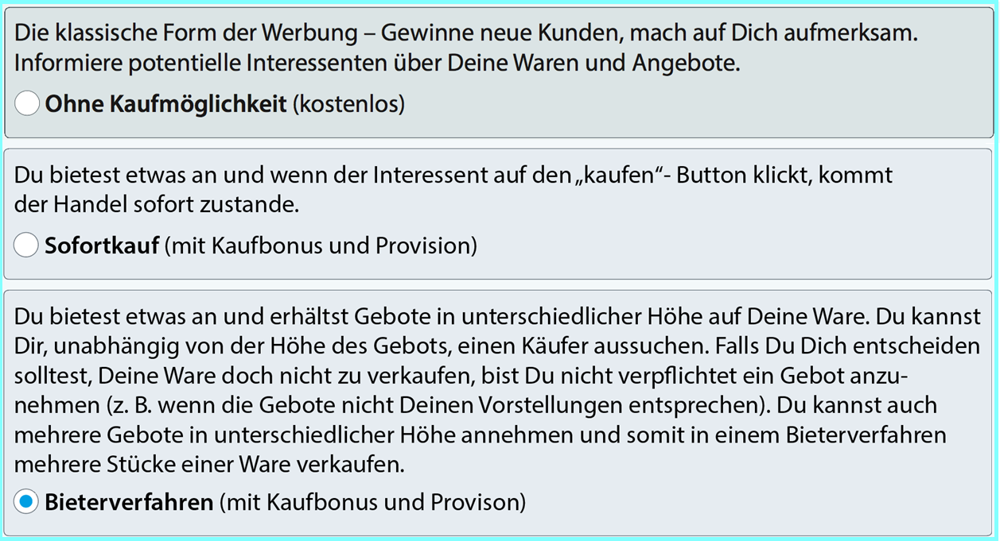 Die klassische Form der Werbung – Gewinne neue Kunden, mach auf Dich aufmerksam.
Informiere potentielle Interessenten über Deine Waren und Angebote.
Ohne Kaufmöglichkeit (kostenlos)
Du bietest etwas an und wenn der Interessent auf den „kaufen“- Button klickt, kommt
der Handel sofort zustande.
Sofortkauf (mit Kaufbonus und Provision)
Du bietest etwas an und erhältst Gebote in unterschiedlicher Höhe auf Deine Ware. Du kannst
Dir, unabhängig von der Höhe des Gebots, einen Käufer aussuchen. Falls Du Dich entscheiden
solltest, Deine Ware doch nicht zu verkaufen, bist Du nicht verpflichtet ein Gebot anzu-
nehmen (z. B. wenn die Gebote nicht Deinen Vorstellungen entsprechen). Du kannst auch
mehrere Gebote in unterschiedlicher Höhe annehmen und somit in einem Bieterverfahren
mehrere Stücke einer Ware verkaufen.
Bieterverfahren (mit Kaufbonus und Provison)